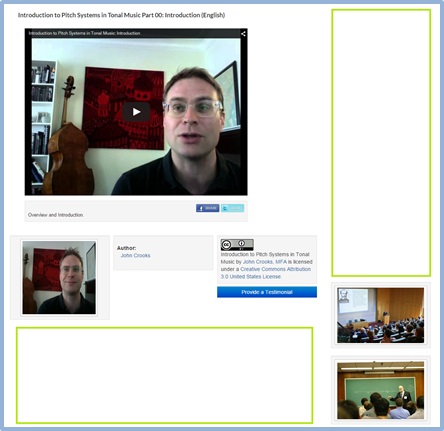 Introduction to Pitch Systems in Tonal Music Part 00: Introduction (English)
Introduction to Pitch Systems in Tonal Music: Introduction
SHARE
Overview and Introduction.
Author:
John Crooks
Introduction to Pitch Systems in Tonal
Music by John Crooks, MFA is licensed
under a Creative Commons Attribution
3.0 United States License.
Provide a Testimonial